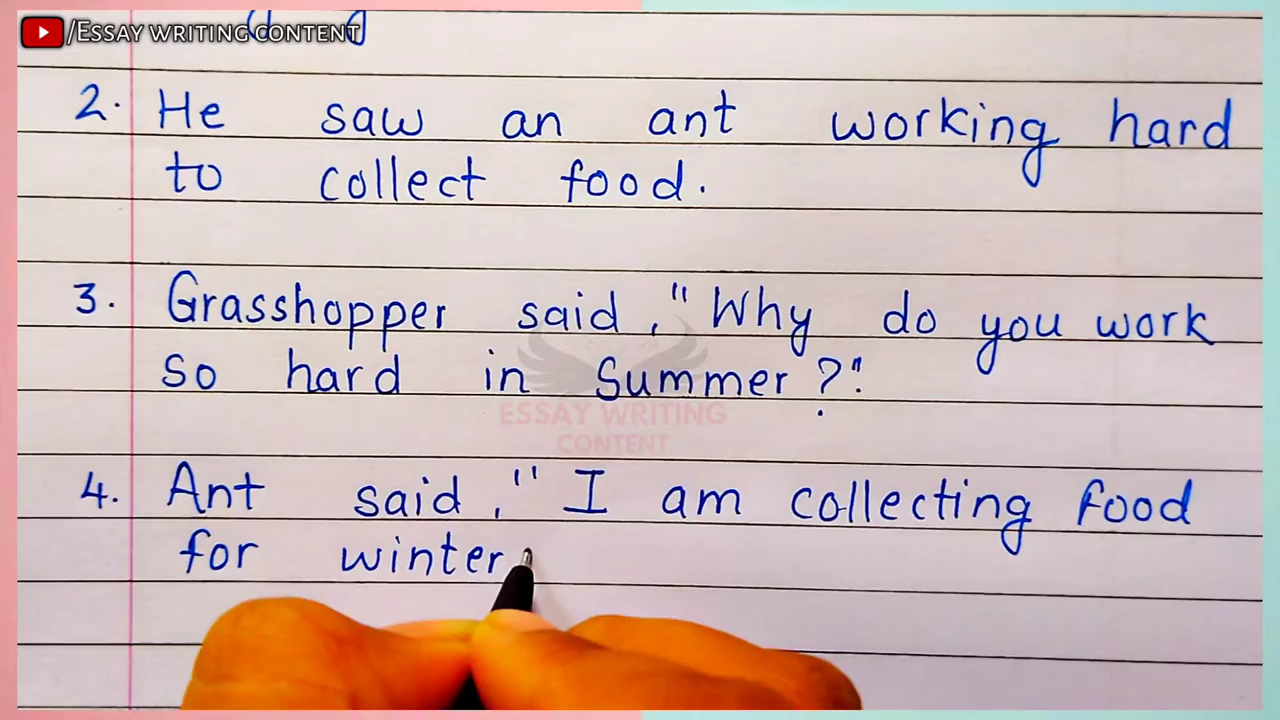 /ESSAY WRITING CONTENT
2. He saw an ant working hard
to collect food.
3. Grasshopper said, "Why do you work
so hard in Summer?".
ESSAY WRITING
CONTENT
4. Ant said, " I am collecting food
for winter